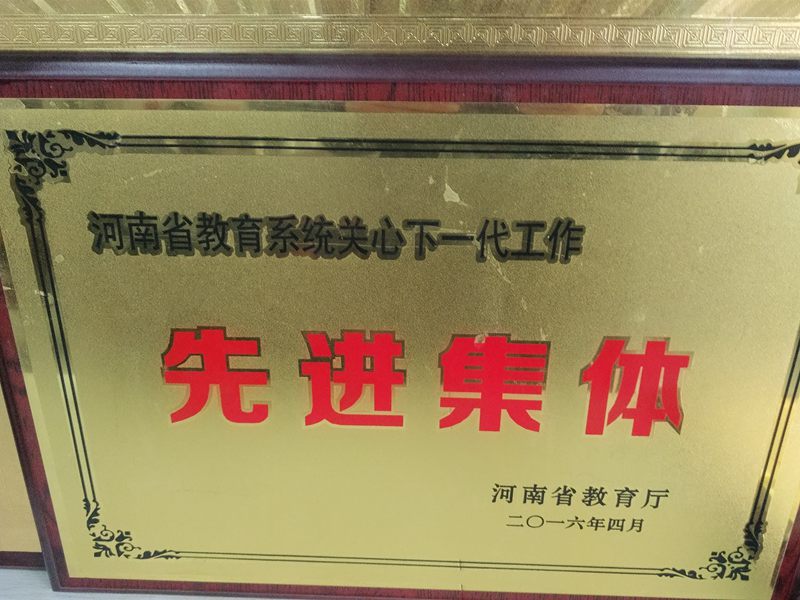 河南省教育系统关心下一代工作
先进集体
河南省教育厅
二〇一六年四月